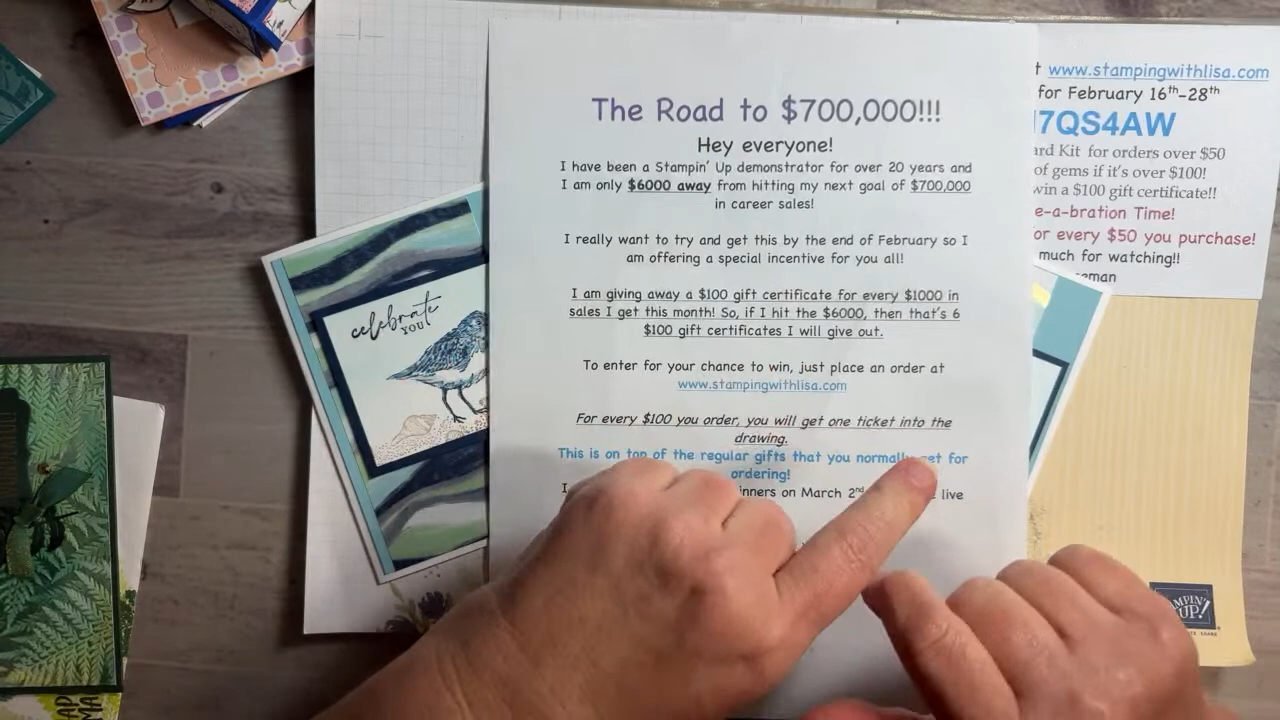 The Road to $700,000!!!
Hey everyone!
I have been a Stampin' Up demonstrator for over 20 years and
I am only $6000 away from hitting my next goal of $700,000
in career sales!
I really want to try and get this by the end of February so I
am offering a special incentive for you all!
I am giving away a $100 gift certificate for every $1000 in
sales I get this month! So, if I hit the $6000, then that's 6
$100 gift certificates I will give out.
To enter for your chance to win, just place an order at
www.stampingwithlisa.com
For every $100 you order, you will get one ticket into the
drawing.
This is on top of the regular gifts that you normally get for
ordering!
I inners on March 2nd live
www.stampingwithlisa.com
for February 16th-28th
7QS4AW
ard Kit for orders over $50
of gems if it's over $100!
win a $100 gift certificate!!
e-a-bration Time!
or every $50 you purchase!
much for watching!!
eman
celebrate
YOU
STAMPIN'
UP!